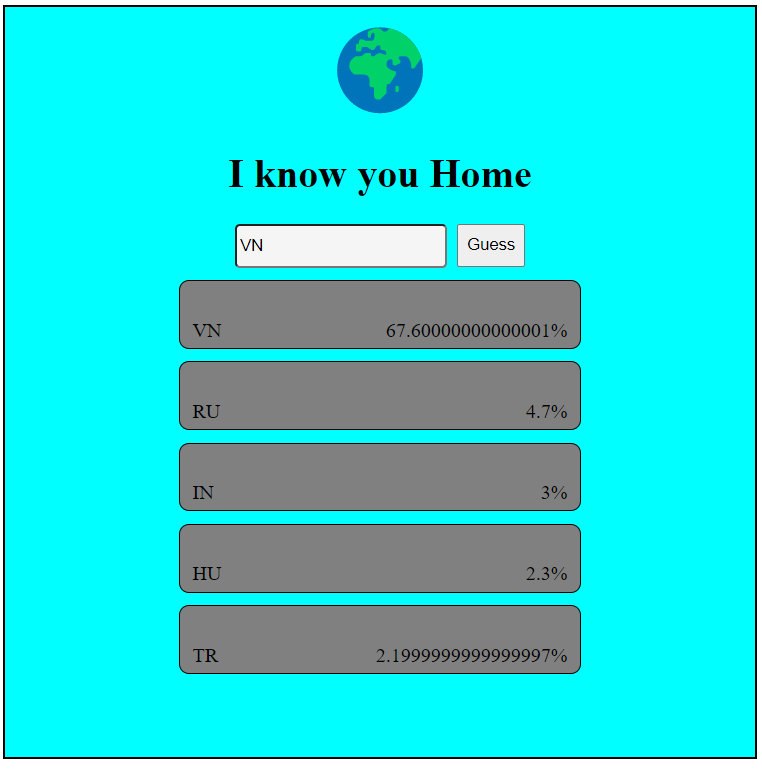 I know you Home
VN Guess
VN 67.60000000000001%
RU 4.7%
IN 3%
HU 2.3%
TR 2.1999999999999997%